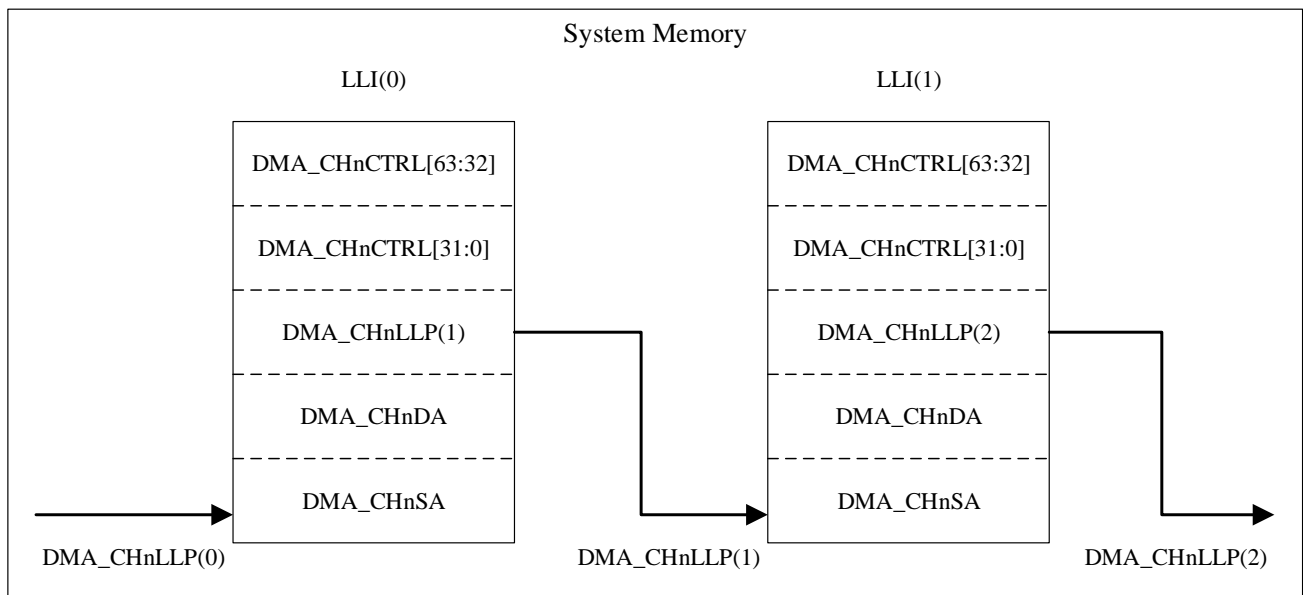 System Memory
LLI(0)
LLI(1)
DMA_CHnCTRL[63:32]
DMA_CHnCTRL[31:0]
DMA_CHnLLP(1)
DMA_CHnDA
DMA_CHnSA
DMA_CHnCTRL[63:32]
DMA_CHnCTRL[31:0]
DMA_CHnLLP(2)
DMA_CHnDA
DMA_CHnSA
DMA_CHnLLP(0)
DMA_CHnLLP(1)
DMA_CHnLLP(2)